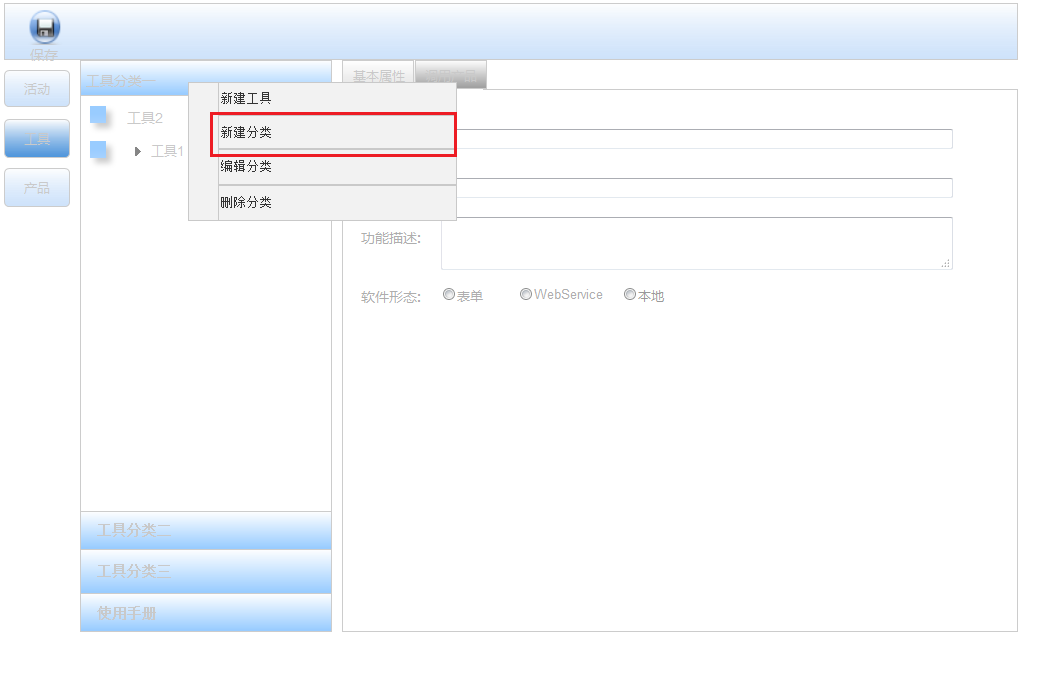 保存
活动
工具
产品
工具分类一
工具2
工具1
新建工具
新建分类
编辑分类
删除分类
基本属性
功能描述:
软件形态:
表单
WebService
本地
工具分类二
工具分类三
使用手册